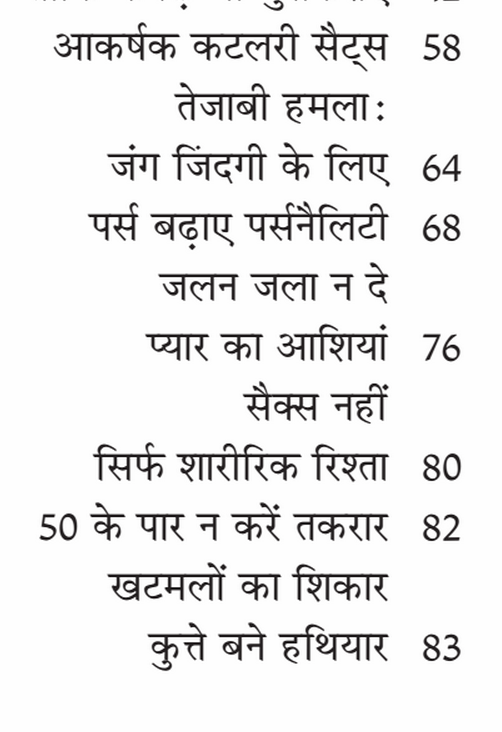 आकर्षक कटलरी सैट्स 58
तेजाबी हमला:
जंग जिंदगी के लिए 64
पर्स बढ़ाए पर्सनैलिटी 68
जलन जला न दे
प्यार का आशियां 76
सैक्स नहीं
सिर्फ शारीरिक रिश्ता 80
50 के पार न करें तकरार 82
खटमलों का शिकार
कुत्ते बने हथियार 83